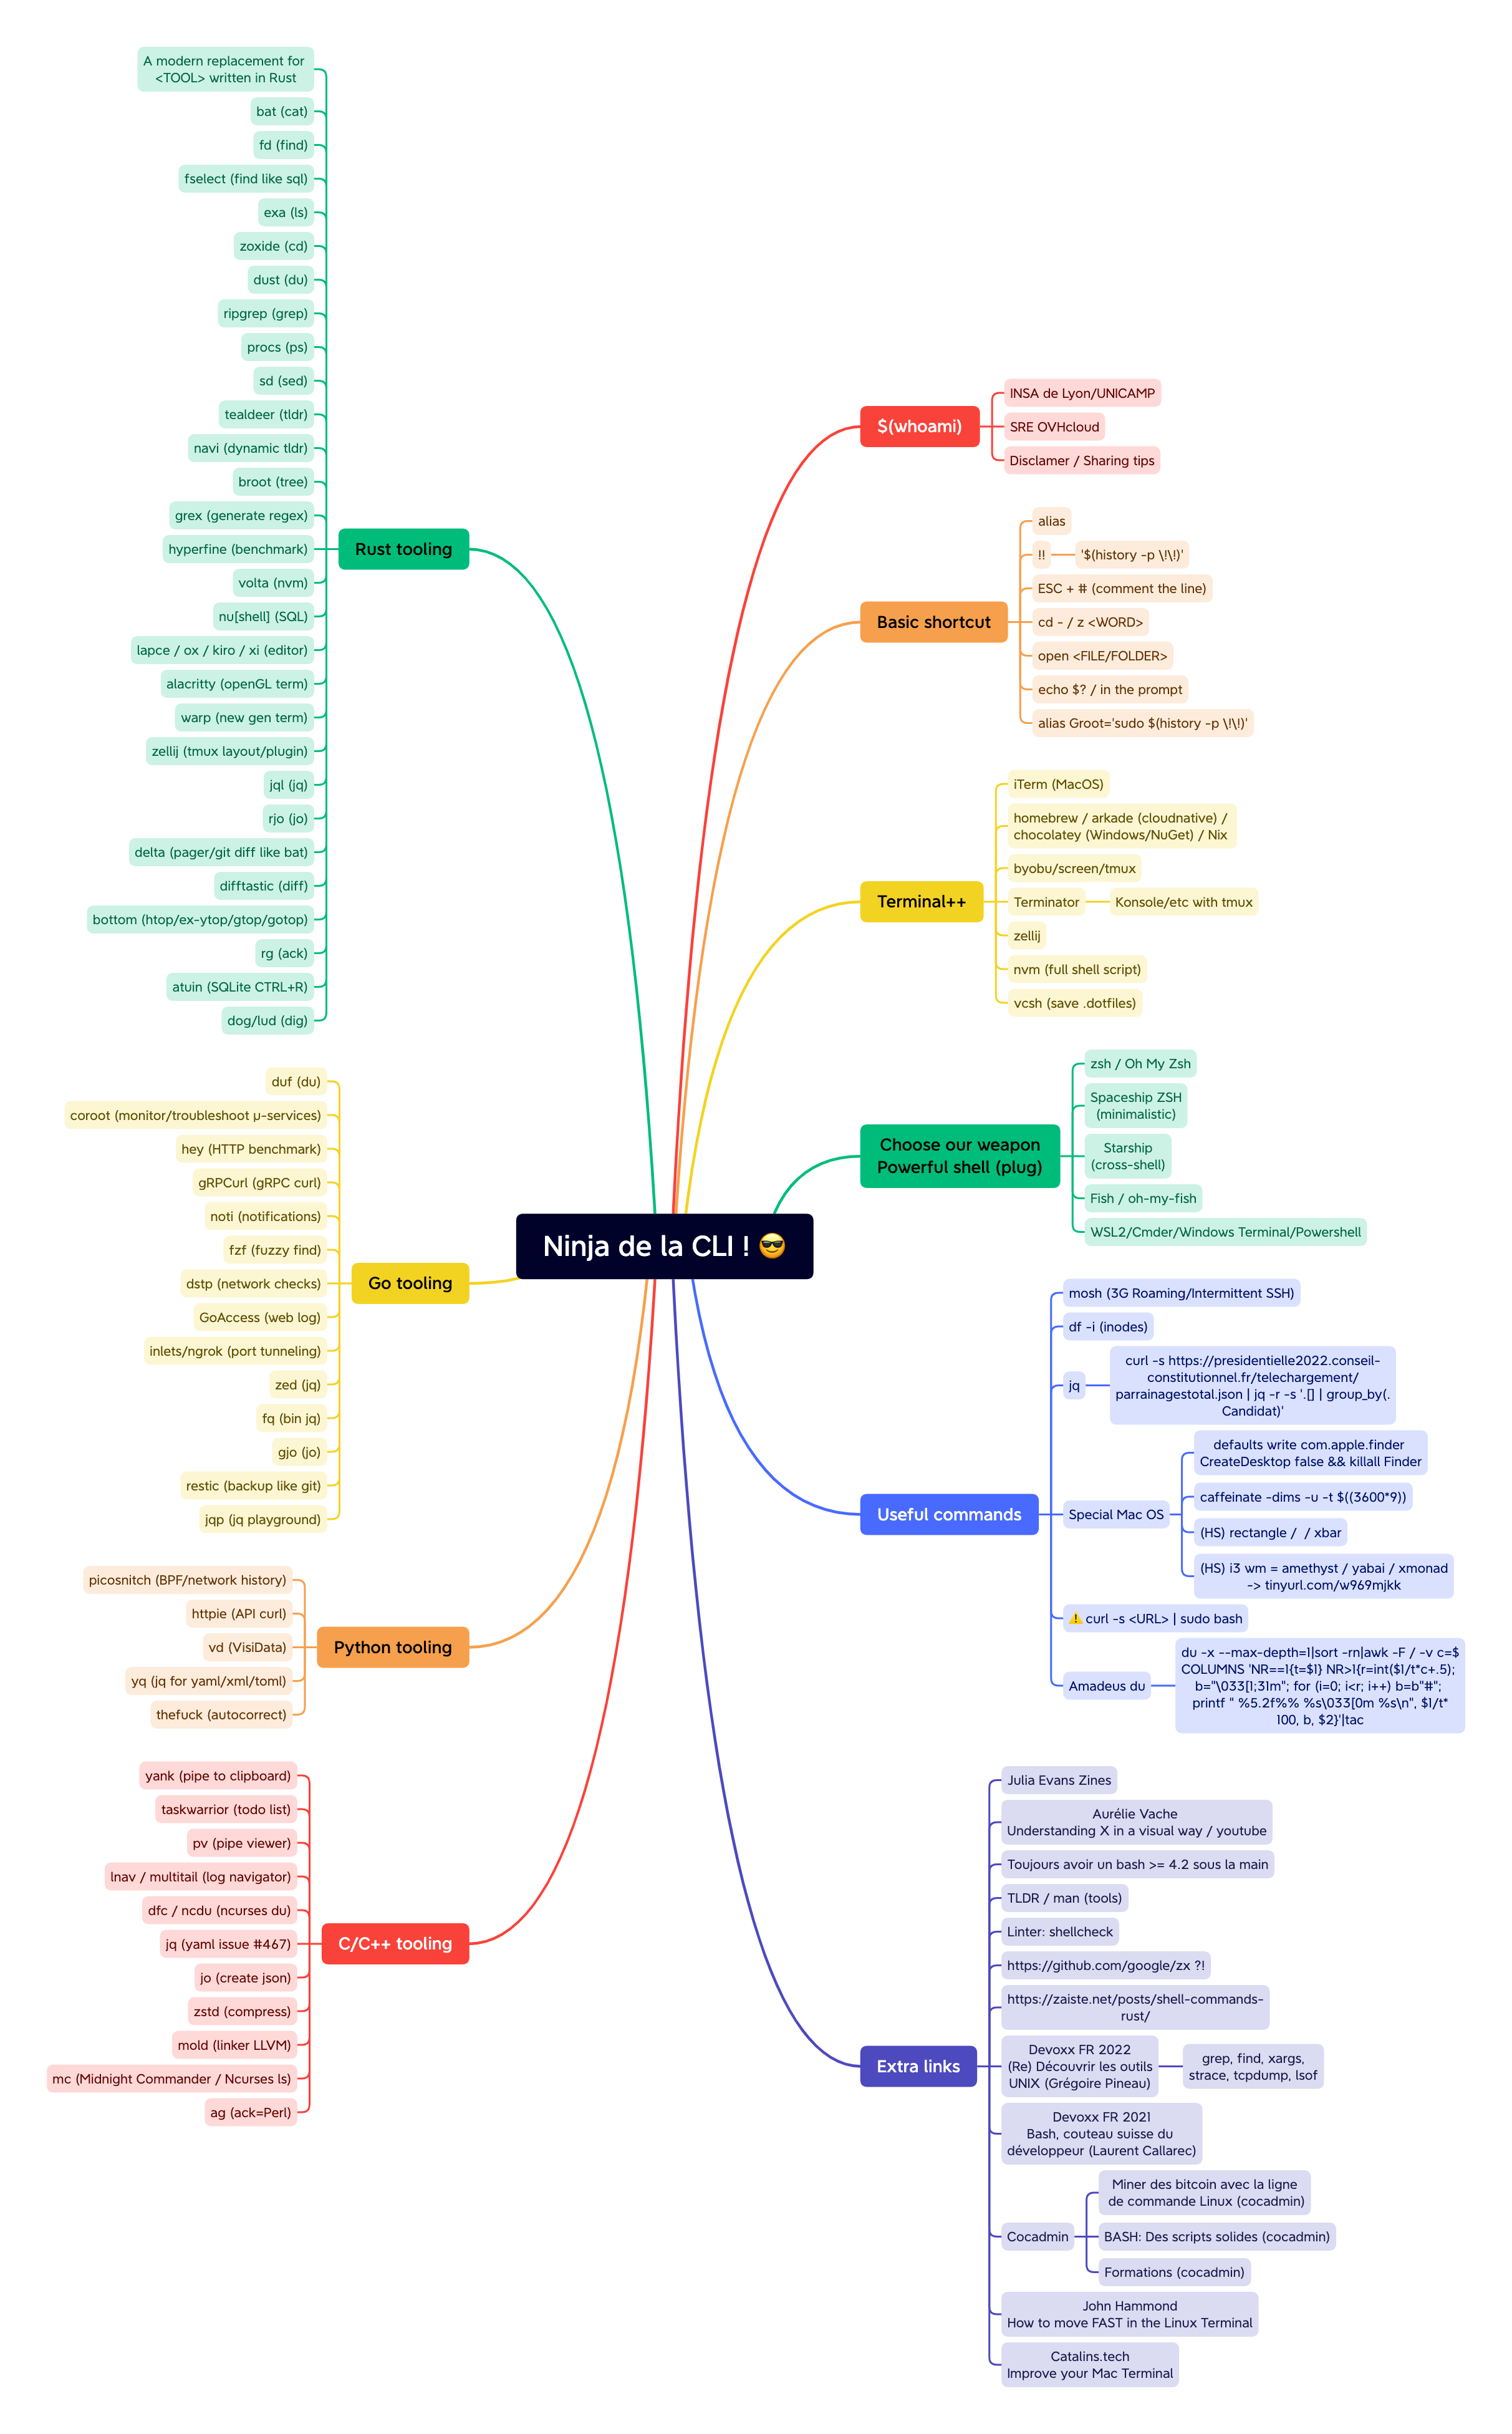 Ninja de la CLI ! 😎
$(whoami)
INSA de Lyon/UNICAMP
SRE OVHcloud
Disclamer / Sharing tips
Basic shortcut
alias
!!
'$(history -p \!\!)'
ESC + # (comment the line)
cd - / z <WORD>
open <FILE/FOLDER>
echo $? / in the prompt
alias Groot='sudo $(history -p \!\!)'
Terminal++
iTerm (MacOS)
homebrew / arkade (cloudnative) /
chocolatey (Windows/NuGet) / Nix
byobu/screen/tmux
Terminator
Konsole/etc with tmux
zellij
nvm (full shell script)
vcsh (save .dotfiles)
Choose our weapon
Powerful shell (plug)
zsh / Oh My Zsh
Spaceship ZSH
(minimalistic)
Starship
(cross-shell)
Fish / oh-my-fish
WSL2/Cmder/Windows Terminal/Powershell
Useful commands
mosh (3G Roaming/Intermittent SSH)
df -i (inodes)
jq
curl -s https://presidentielle2022.conseil-
constitutionnel.fr/telechargement/
parrainagestotal.json | jq -r -s '.[] | group_by(.
Candidat)'
Special Mac OS
defaults write com.apple.finder
CreateDesktop false && killall Finder
caffeinate -dims -u -t $((3600*9))
(HS) rectangle /  / xbar
(HS) i3 wm = amethyst / yabai / xmonad
-> tinyurl.com/w969mjkk
⚠️ curl -s <URL> | sudo bash
Amadeus du
du -x --max-depth=1|sort -rn|awk -F / -v c=$
COLUMNS 'NR==1{t=$1} NR>1{r=int($1/t*c+.5);
b="\033[1;31m"; for (i=0; i<r; i++) b=b"#";
printf " %5.2f%% %s\033[0m %s\n", $1/t*
100, b, $2}'|tac
Extra links
Julia Evans Zines
Aurélie Vache
Understanding X in a visual way / youtube
Toujours avoir un bash >= 4.2 sous la main
TLDR / man (tools)
Linter: shellcheck
https://github.com/google/zx ?!
https://zaiste.net/posts/shell-commands-
rust/
Devoxx FR 2022
(Re) Découvrir les outils
UNIX (Grégoire Pineau)
grep, find, xargs,
strace, tcpdump, lsof
Devoxx FR 2021
Bash, couteau suisse du
développeur (Laurent Callarec)
Cocadmin
Miner des bitcoin avec la ligne
de commande Linux (cocadmin)
BASH: Des scripts solides (cocadmin)
Formations (cocadmin)
John Hammond
How to move FAST in the Linux Terminal
Catalins.tech
Improve your Mac Terminal
Rust tooling
A modern replacement for
<TOOL> written in Rust
bat (cat)
fd (find)
fselect (find like sql)
exa (ls)
zoxide (cd)
dust (du)
ripgrep (grep)
procs (ps)
sd (sed)
tealdeer (tldr)
navi (dynamic tldr)
broot (tree)
grex (generate regex)
hyperfine (benchmark)
volta (nvm)
nu[shell] (SQL)
lapce / ox / kiro / xi (editor)
alacritty (openGL term)
warp (new gen term)
zellij (tmux layout/plugin)
jql (jq)
rjo (jo)
delta (pager/git diff like bat)
difftastic (diff)
bottom (htop/ex-ytop/gtop/gotop)
rg (ack)
atuin (SQLite CTRL+R)
dog/lud (dig)
Go tooling
duf (du)
coroot (monitor/troubleshoot µ-services)
hey (HTTP benchmark)
gRPCurl (gRPC curl)
noti (notifications)
fzf (fuzzy find)
dstp (network checks)
GoAccess (web log)
inlets/ngrok (port tunneling)
zed (jq)
fq (bin jq)
gjo (jo)
restic (backup like git)
jqp (jq playground)
Python tooling
picosnitch (BPF/network history)
httpie (API curl)
vd (VisiData)
yq (jq for yaml/xml/toml)
thefuck (autocorrect)
C/C++ tooling
yank (pipe to clipboard)
taskwarrior (todo list)
pv (pipe viewer)
lnav / multitail (log navigator)
dfc / ncdu (ncurses du)
jq (yaml issue #467)
jo (create json)
zstd (compress)
mold (linker LLVM)
mc (Midnight Commander / Ncurses ls)
ag (ack=Perl)